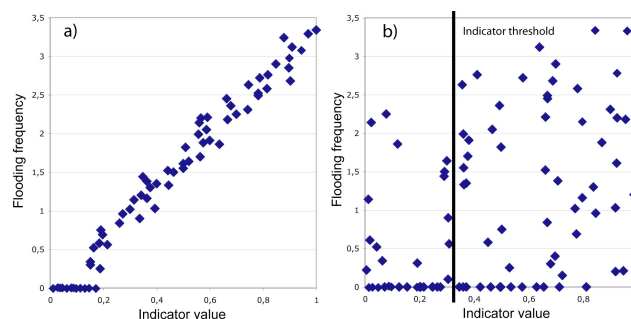 a)
Flooding frequency
3,5
3
2,5
2
1,5
1
0,5
0
0 0,2 0,4 0,6 0,8 1
Indicator value
b)
Indicator threshold
Flooding frequency
3,5
3
2,5
2
1,5
1
0,5
0
0 0,2 0,4 0,6 0,8
Indicator value